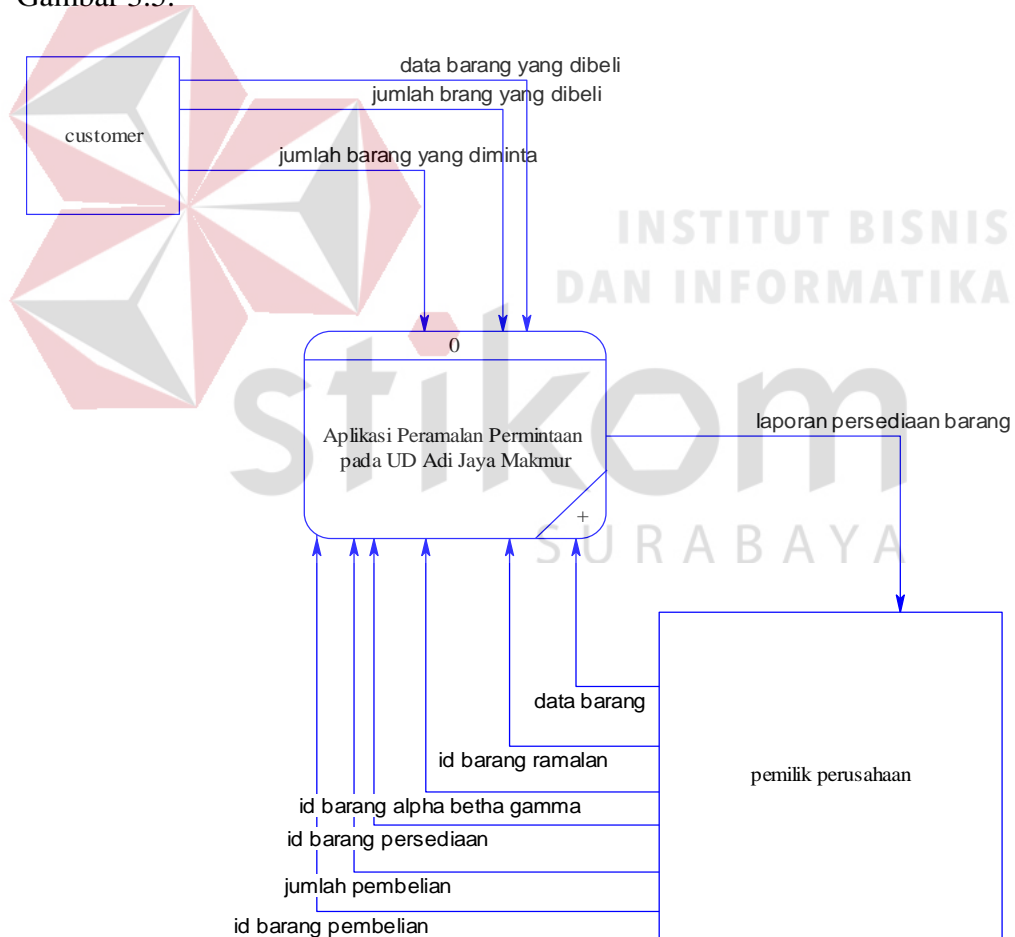 Gambar 3.3.
data barang yang dibeli
jumlah brang yang dibeli
customer
jumlah barang yang diminta
INSTITUT BISNIS
DAN INFORMATIKA
0
stikom
laporan persediaan barang
Aplikasi Peramalan Permintaan
pada UD Adi Jaya Makmur
+
SURABAYA
data barang
id barang ramalan
pemilik perusahaan
id barang alpha betha gamma
id barang persediaan
jumlah pembelian
id barang pembelian